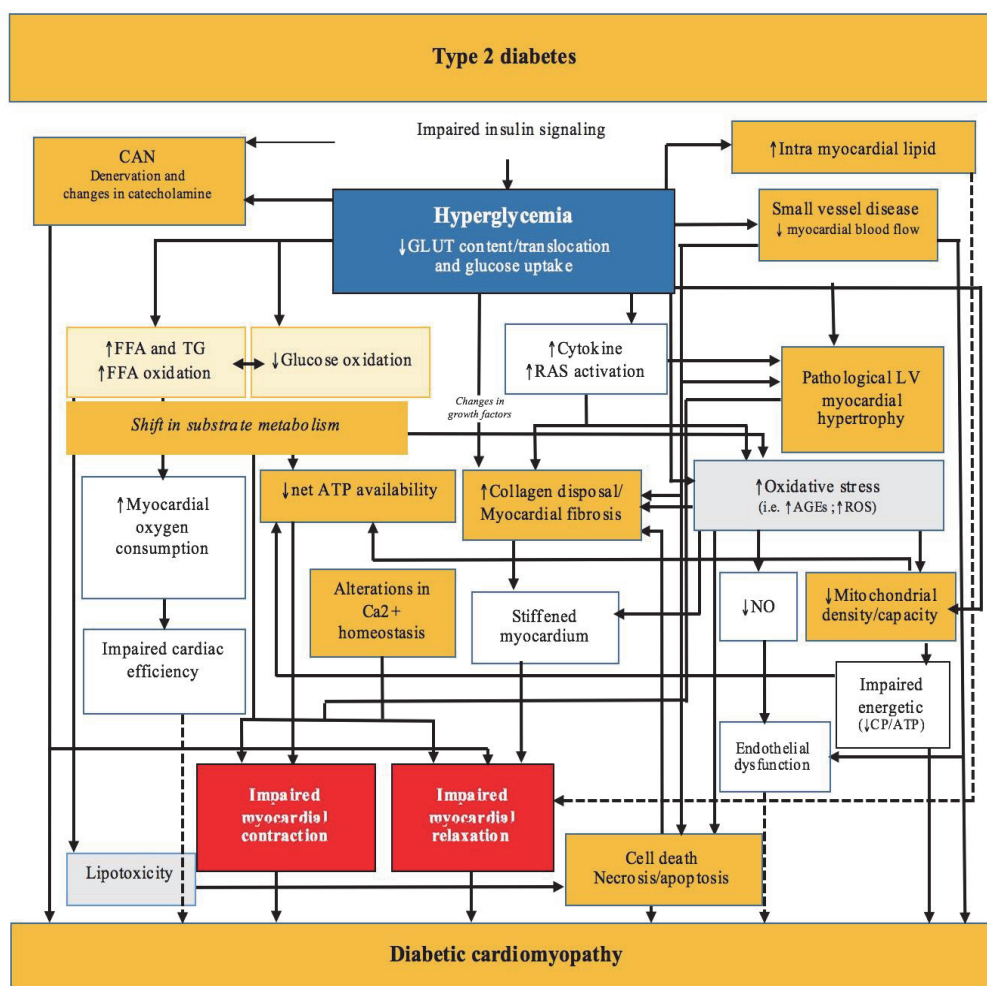 Type 2 diabetes
Impaired insulin signaling
CAN
Denervation and
changes in catecholamine
↑Intra myocardial lipid
Hyperglycemia
↓GLUT content/translocation
and glucose uptake
Small vessel disease
↓ myocardial blood flow
↑FFA and TG
↑FFA oxidation
↓Glucose oxidation
↑Cytokine
↑RAS activation
Pathological LV
myocardial
hypertrophy
Changes in
growth factors
Shift in substrate metabolism
↑Myocardial
oxygen
consumption
↓net ATP availability
↑Collagen disposal/
Myocardial fibrosis
↑Oxidative stress
(i.e. ↑AGEs ;↑ROS)
Alterations in
Ca2+
homeostasis
Stiffened
myocardium
↓NO
↓Mitochondrial
density/capacity
Impaired cardiac
efficiency
Impaired
energetic
(↓CP/ATP)
Endothelial
dysfunction
Impaired
myocardial
contraction
Impaired
myocardial
relaxation
Lipotoxicity
Cell death
Necrosis/apoptosis
Diabetic cardiomyopathy